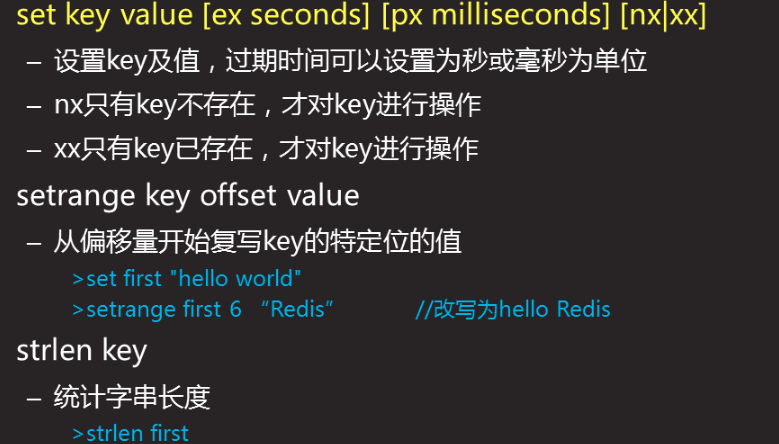 set key value [ex seconds] [px milliseconds] [nx|xx]
– 设置key及值，过期时间可以设置为秒或毫秒为单位
– nx只有key不存在，才对key进行操作
– xx只有key已存在，才对key进行操作
setrange key offset value
– 从偏移量开始复写key的特定位的值
>set first "hello world"
>setrange first 6 “Redis” //改写为hello Redis
strlen key
– 统计字串长度
>strlen first